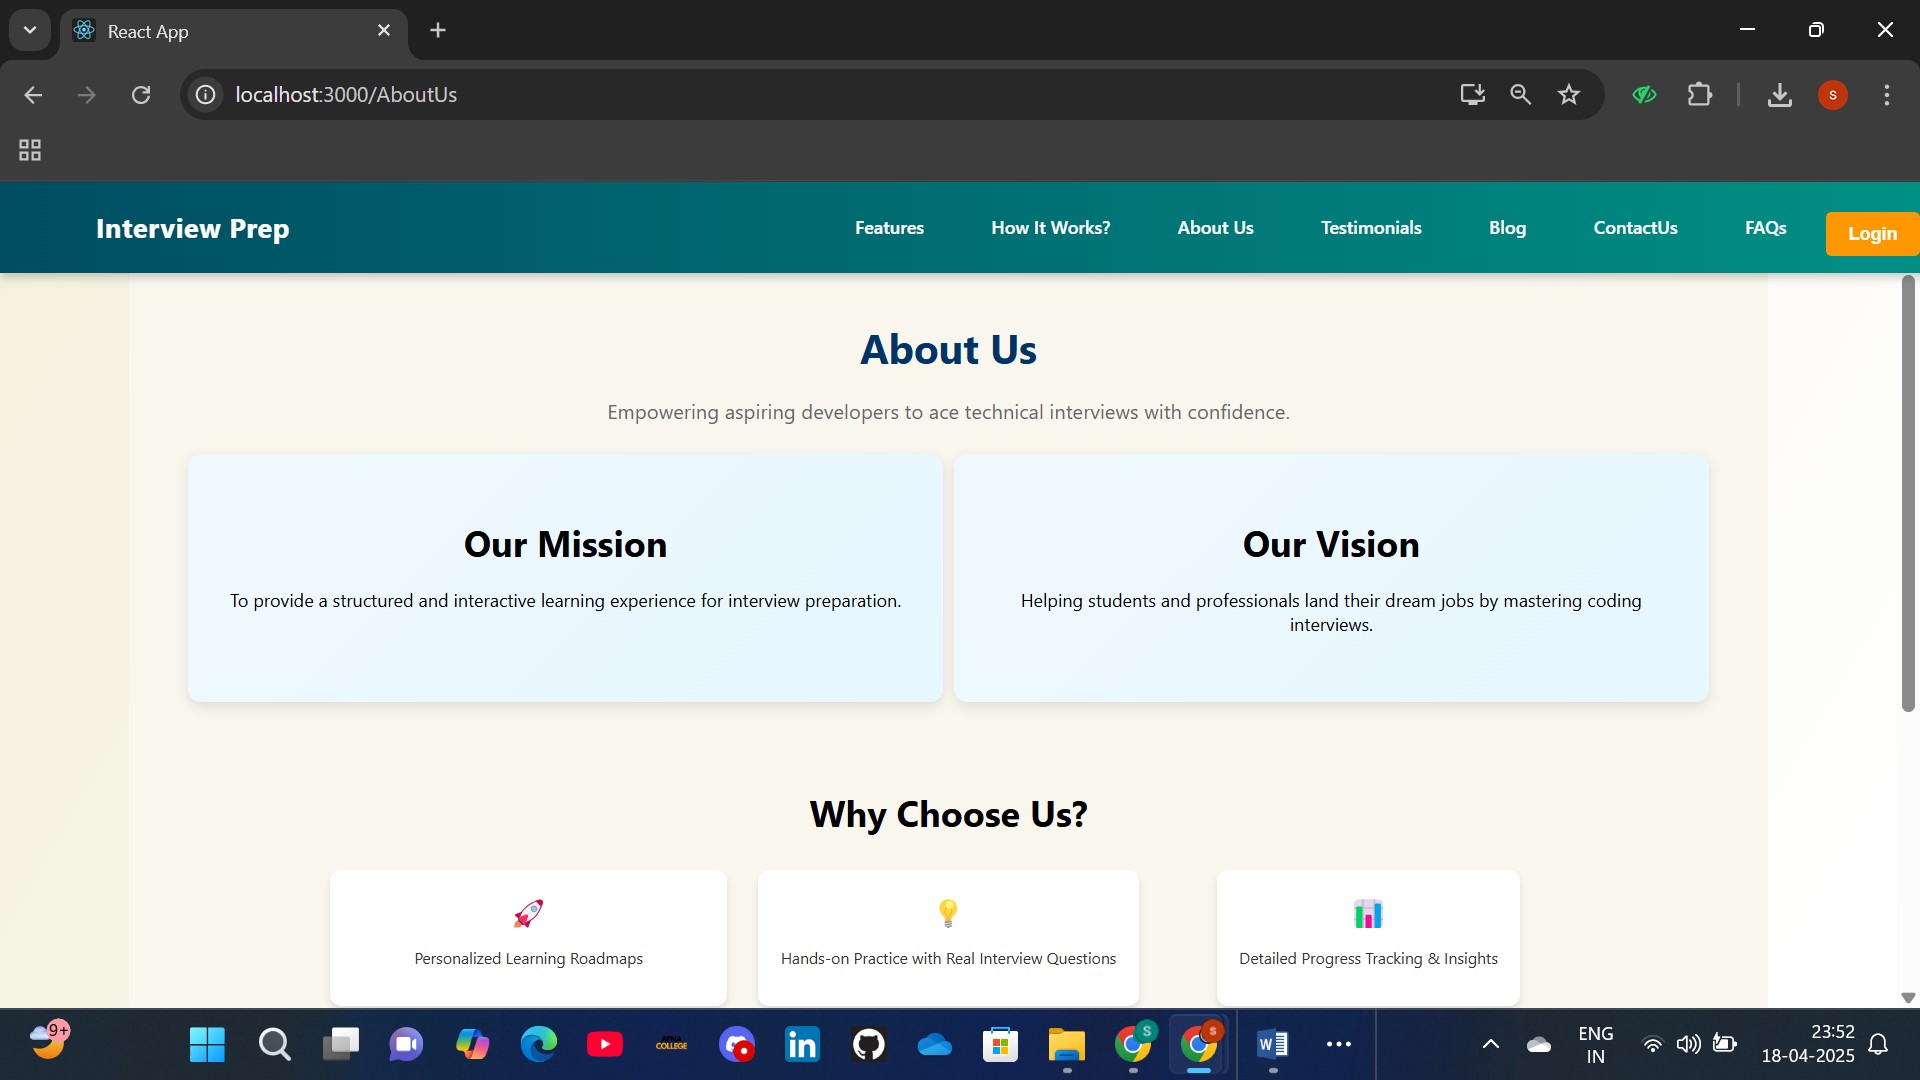 React App
localhost:3000/AboutUs
S
Interview Prep
Features
How It Works?
About Us
Testimonials
Blog
ContactUs
FAQs
Login
About Us
Empowering aspiring developers to ace technical interviews with confidence.
Our Mission
To provide a structured and interactive learning experience for interview preparation.
Our Vision
Helping students and professionals land their dream jobs by mastering coding
interviews.
Why Choose Us?
Personalized Learning Roadmaps
Hands-on Practice with Real Interview Questions
Detailed Progress Tracking & Insights
9+
APNA
COLLEGE
in
S
S
W
ENG
IN
23:52
18-04-2025